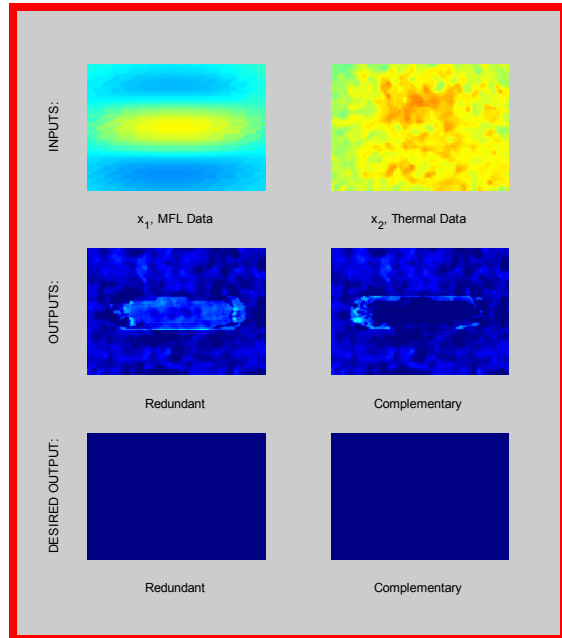 INPUTS:
x1, MFL Data
x2, Thermal Data
OUTPUTS:
Redundant
Complementary
DESIRED OUTPUT:
Redundant
Complementary